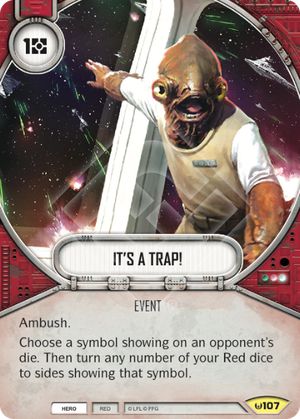 1
IT'S A TRAP!
EVENT
Ambush.
Choose a symbol showing on an opponent's
die. Then turn any number of your Red dice
to sides showing that symbol.
HERO RED © LFL © FFG 107